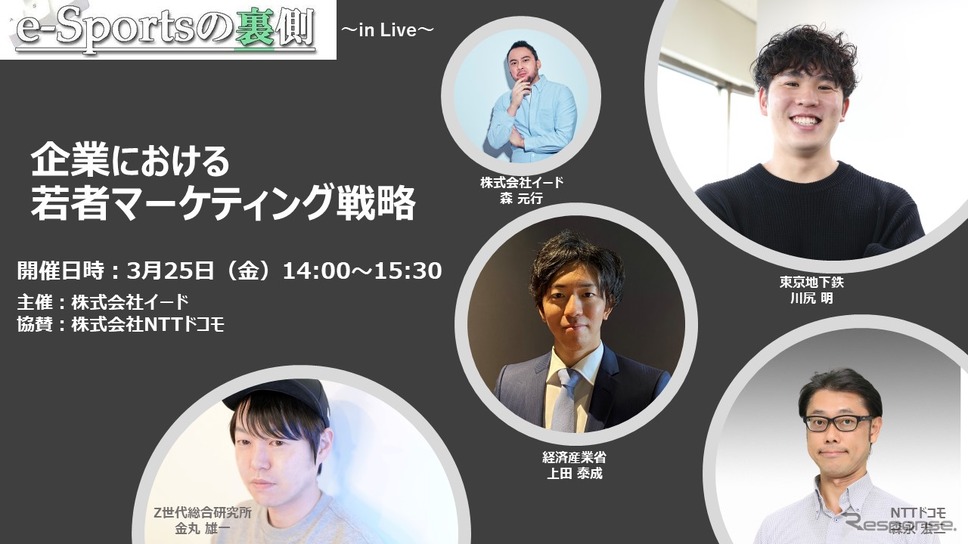 e-Sportsの裏側
～in Live～
企業における
若者マーケティング戦略
開催日時：3月25日（金）14:00～15:30
主催：株式会社イード
協賛：株式会社NTTドコモ
株式会社イード
森 元行
東京地下鉄
川尻 明
経済産業省
上田 泰成
Z世代総合研究所
金丸 雄一
NTTドコモ
森永 宏二
Response.